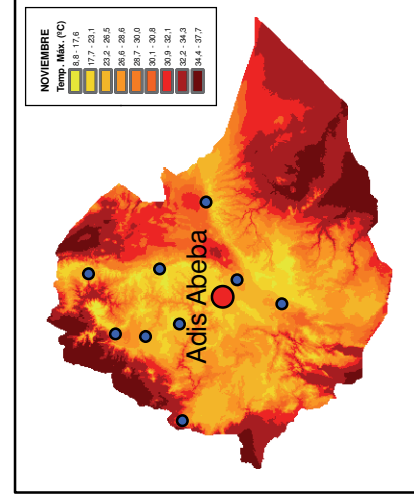 NOVIEMBRE
Temp. Máx. (ºC)
8,8 - 17,6
17,7 - 23,1
23,2 - 26,5
26,6 - 28,6
28,7 - 30,0
30,1 - 30,8
30,9 - 32,1
32,2 - 34,3
34,4 - 37,7
Adis Abeba